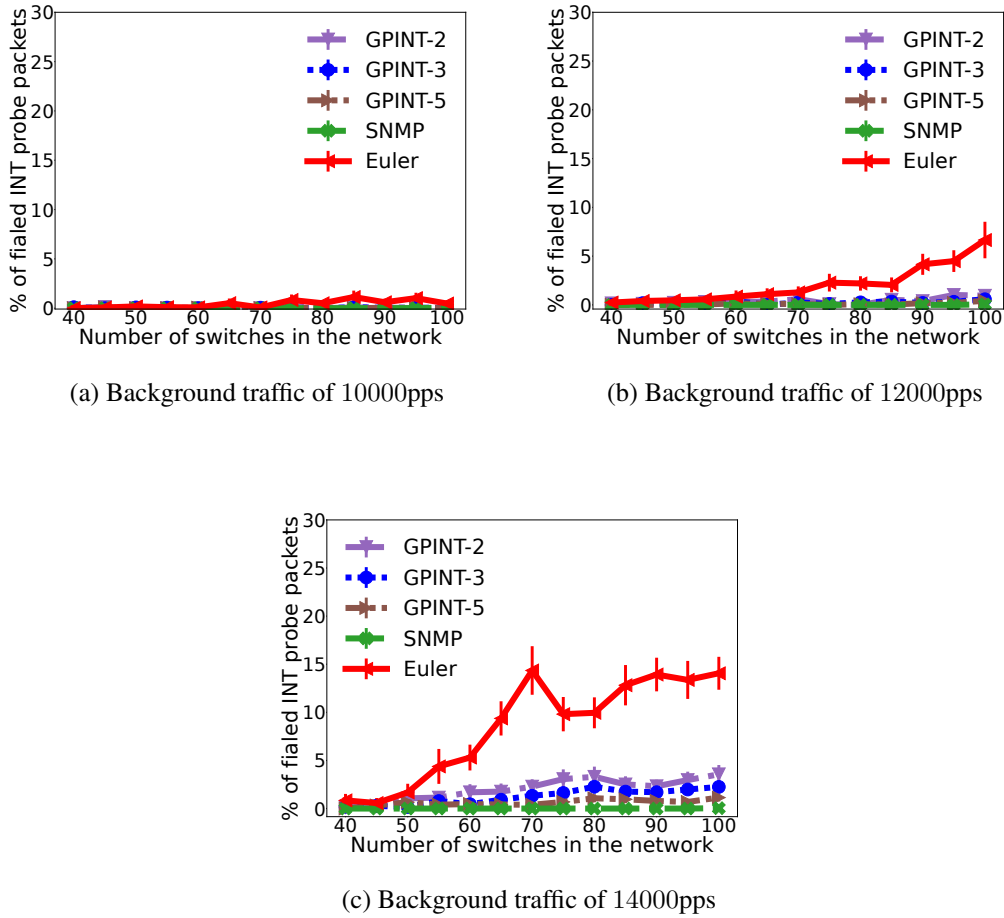 % of fialed INT probe packets
30
25
20
15
10
5
0
GPINT-2
GPINT-3
GPINT-5
SNMP
Euler
40 50 60 70 80 90 100
Number of switches in the network
(a) Background traffic of 10000pps
% of fialed INT probe packets
30
25
20
15
10
5
0
GPINT-2
GPINT-3
GPINT-5
SNMP
Euler
40 50 60 70 80 90 100
Number of switches in the network
(b) Background traffic of 12000pps
% of fialed INT probe packets
30
25
20
15
10
5
0
GPINT-2
GPINT-3
GPINT-5
SNMP
Euler
40 50 60 70 80 90 100
Number of switches in the network
(c) Background traffic of 14000pps